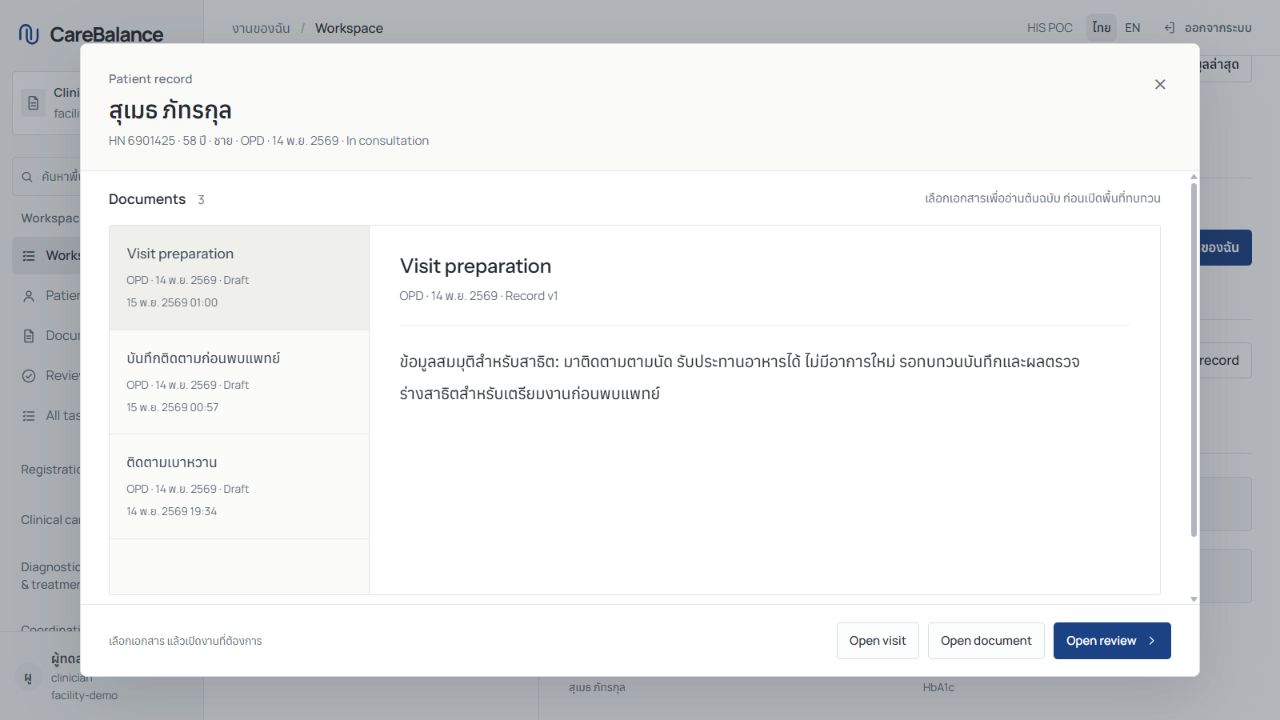 CareBalance
งานของฉัน / Workspace
HIS POC ไทย EN ออกจากระบบ
Patient record
สุเมธ ภัทรกุล
HN 6901425 · 58 ปี · ชาย · OPD · 14 พ.ย. 2569 · In consultation
Documents 3
เลือกเอกสารเพื่ออ่านต้นฉบับ ก่อนเปิดพื้นที่ทบทวน
Visit preparation
OPD · 14 พ.ย. 2569 · Draft
15 พ.ย. 2569 01:00
บันทึกติดตามก่อนพบแพทย์
OPD · 14 พ.ย. 2569 · Draft
15 พ.ย. 2569 00:57
ติดตามเบาหวาน
OPD · 14 พ.ย. 2569 · Draft
14 พ.ย. 2569 19:34
Visit preparation
OPD · 14 พ.ย. 2569 · Record v1
ข้อมูลสมมุติสำหรับสาธิต: มาติดตามตามนัด รับประทานอาหารได้ ไม่มีอาการใหม่ รอทบทวนบันทึกและผลตรวจ
ร่างสาธิตสำหรับเตรียมงานก่อนพบแพทย์
เลือกเอกสาร แล้วเปิดงานที่ต้องการ
Open visit
Open document
Open review
ของฉัน
record
& treatmen
ผู้
clinician
facility-demo
สุเมธ ภัทรกุล
HbA1c